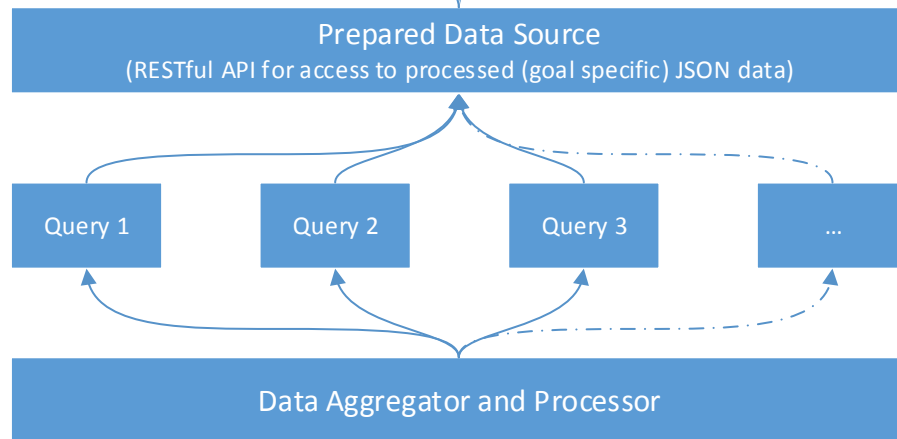 Prepared Data Source
(RESTful API for access to processed (goal specific) JSON data)
Query 1
Query 2
Query 3
...
Data Aggregator and Processor